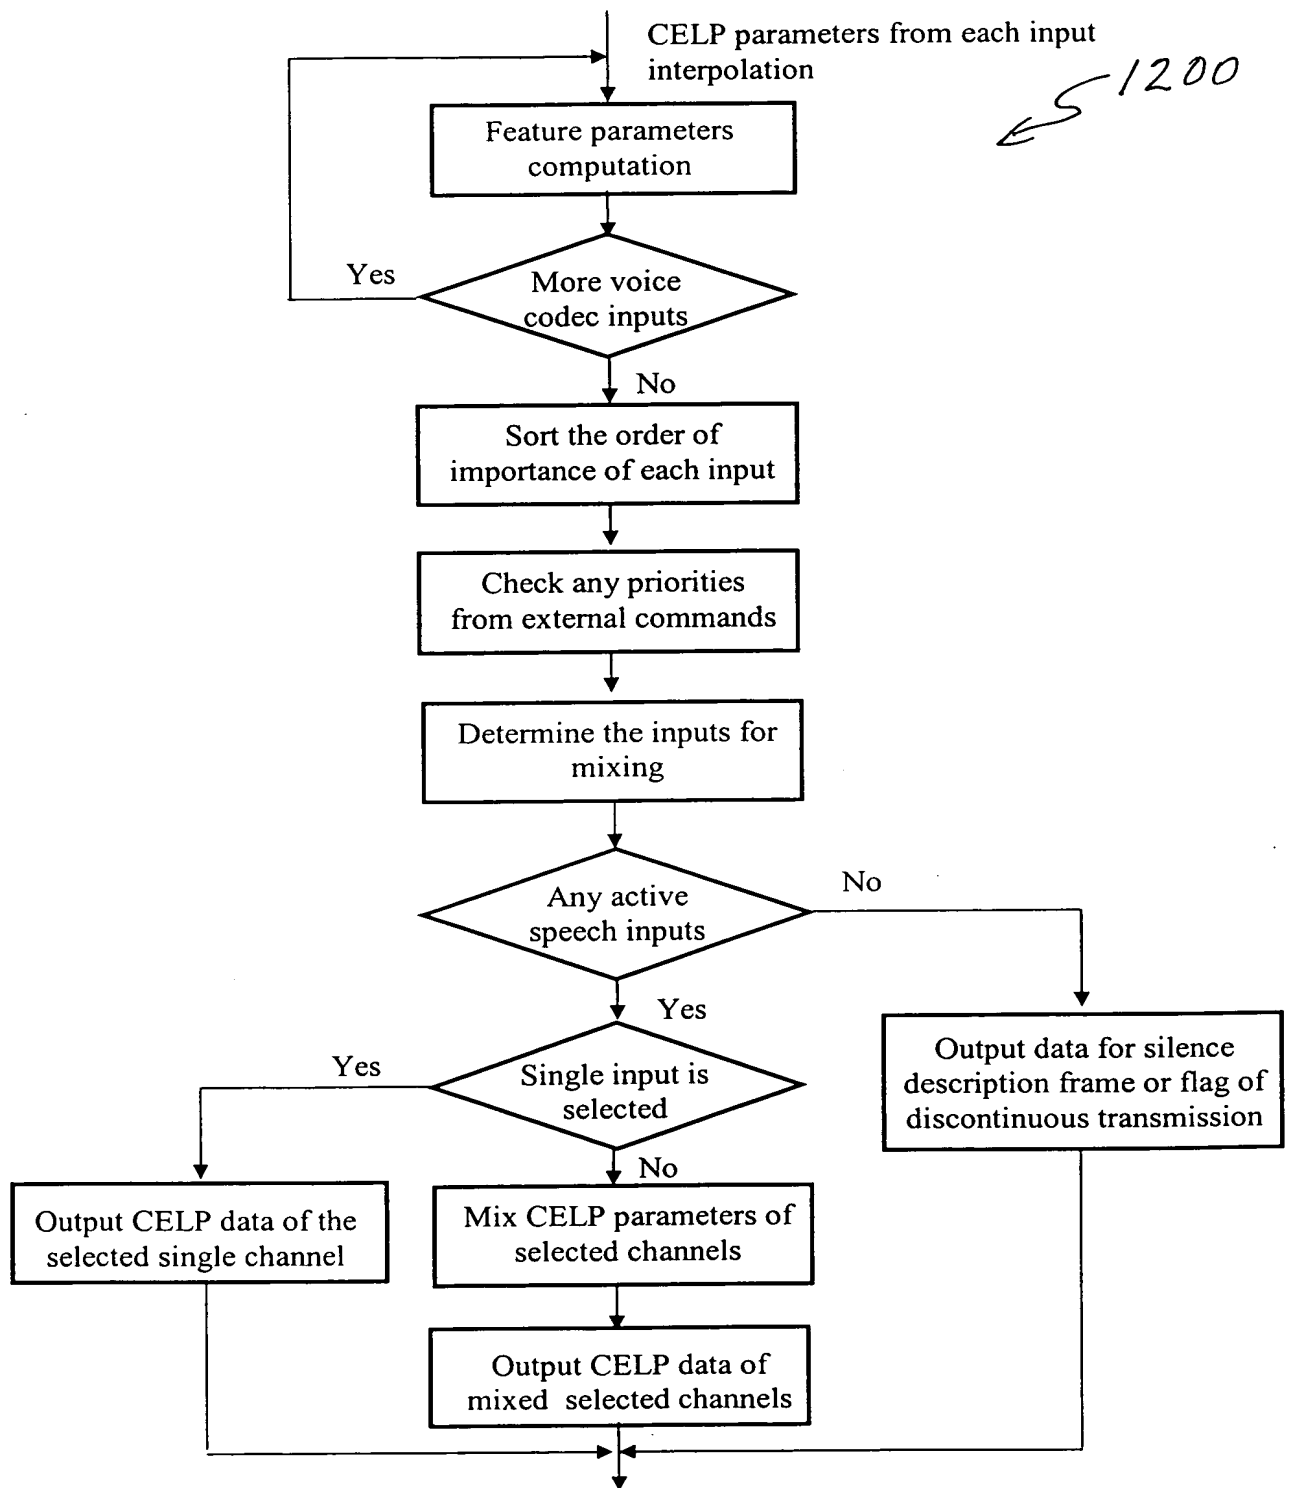 CELP parameters from each input
interpolation
1200
Feature parameters
computation
Yes
More voice
codec inputs
No
Sort the order of
importance of each input
Check any priorities
from external commands
Determine the inputs for
mixing
Any active
speech inputs
No
Yes
Yes
Single input is
selected
Output data for silence
description frame or flag of
discontinuous transmission
No
Output CELP data of the
selected single channel
Mix CELP parameters of
selected channels
Output CELP data of
mixed selected channels